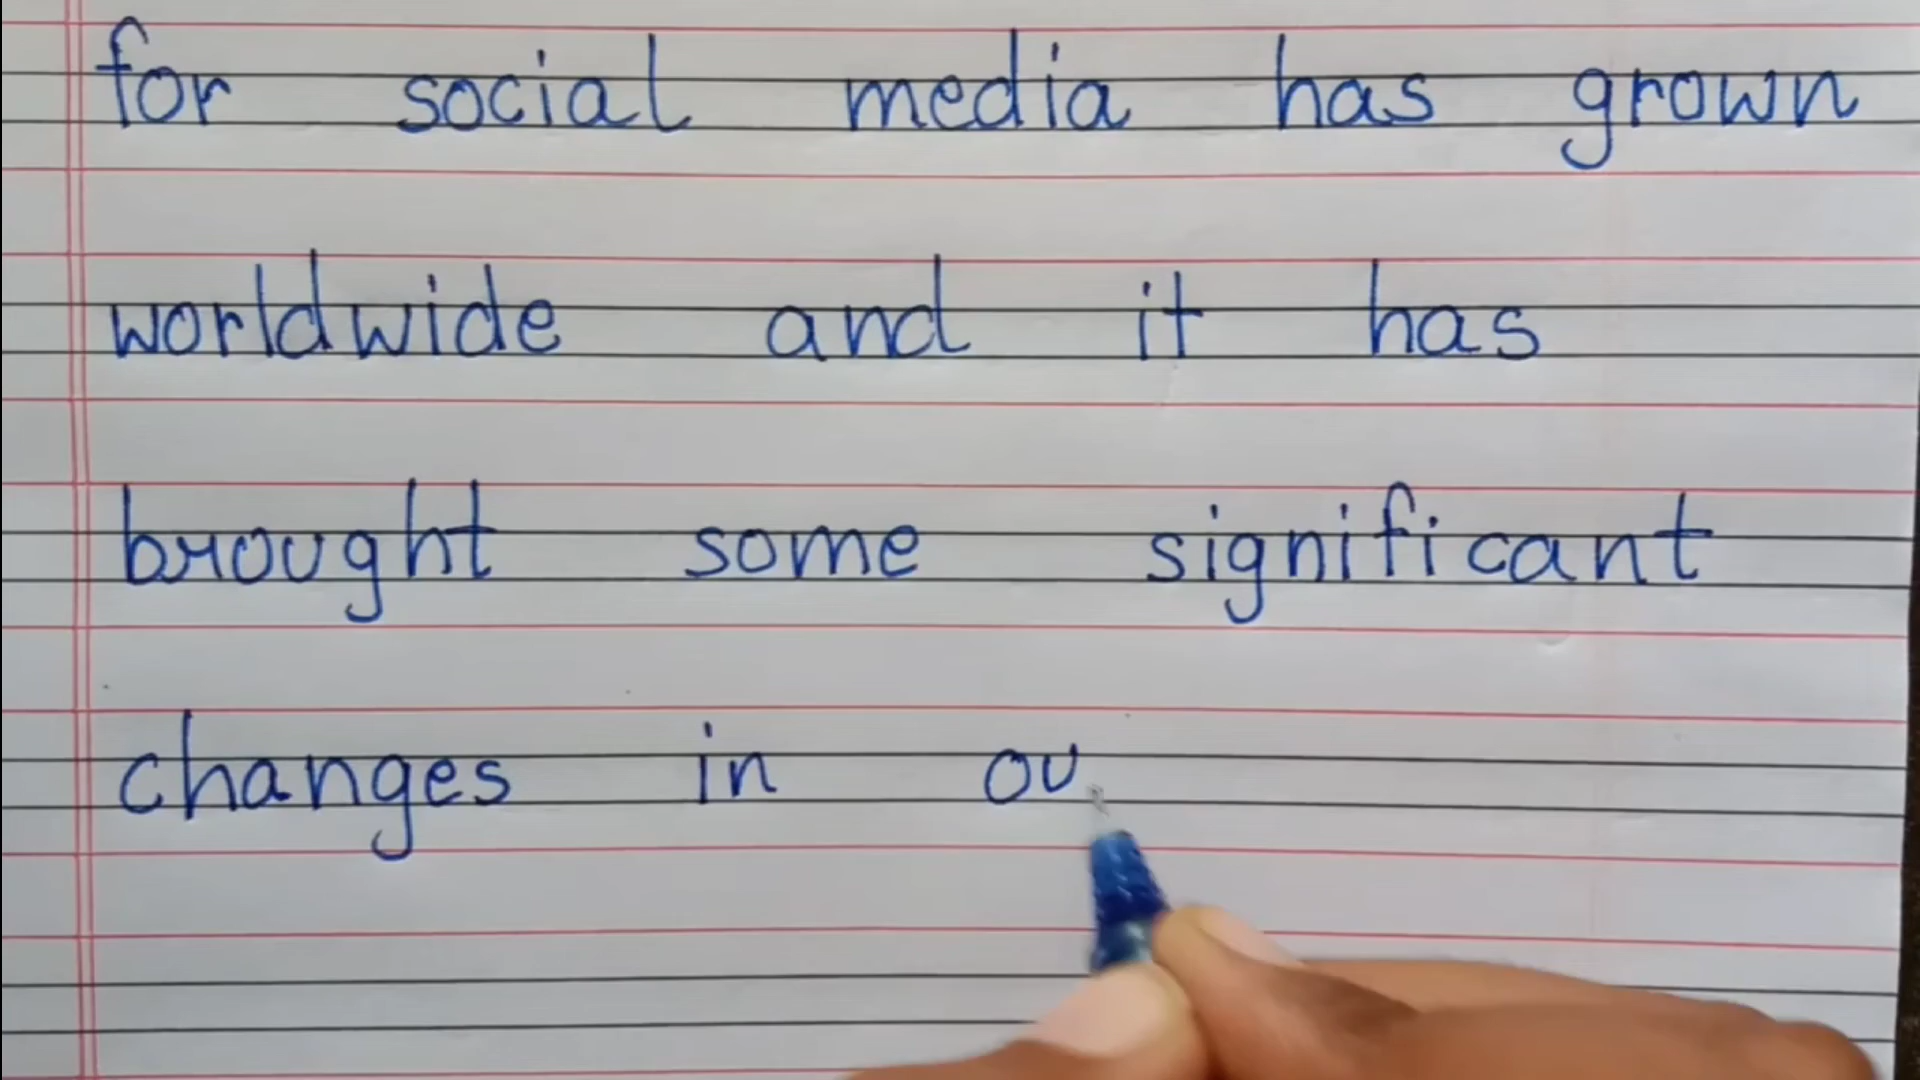 for social media has grown
worldwide and it has
brought some significant
changes in ou